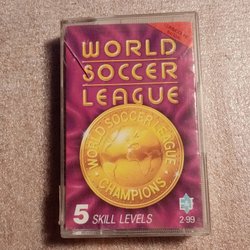 WORLD
SOCCER
LEAGUE
WORLD SOCCER LEAGUE
CHAMPIONS
5 SKILL LEVELS
2.99